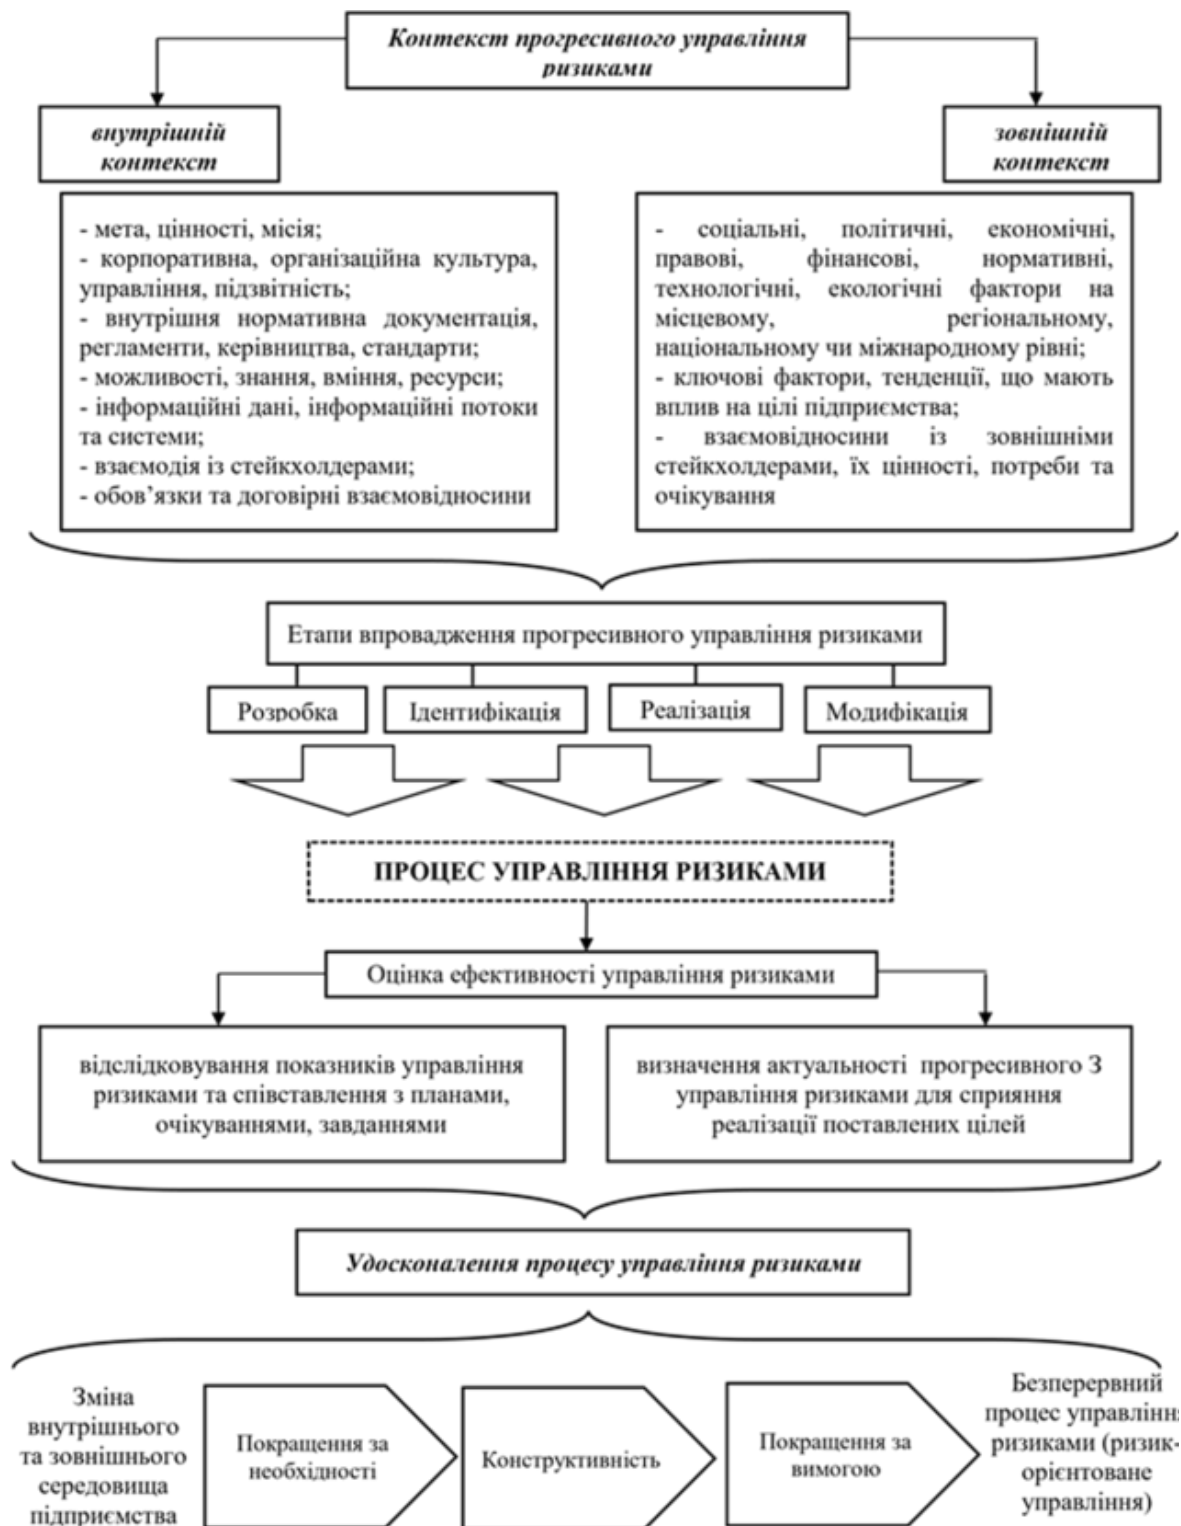 Контекст прогресивного управління
ризиками
внутрішній
контекст
зовнішній
контекст
- мета, цінності, місія;
- корпоративна, організаційна культура,
управління, підзвітність;
- внутрішня нормативна документація,
регламенти, керівництва, стандарти;
- можливості, знання, вміння, ресурси;
- інформаційні дані, інформаційні потоки
та системи;
- взаємодія із стейкхолдерами;
- обов’язки та договірні взаємовідносини
- соціальні, політичні, економічні,
правові, фінансові, нормативні,
технологічні, екологічні фактори на
місцевому, регіональному,
національному чи міжнародному рівні;
- ключові фактори, тенденції, що мають
вплив на цілі підприємства;
- взаємовідносини із зовнішніми
стейкхолдерами, їх цінності, потреби та
очікування
Етапи впровадження прогресивного управління ризиками
Розробка
Ідентифікація
Реалізація
Модифікація
ПРОЦЕС УПРАВЛІННЯ РИЗИКАМИ
Оцінка ефективності управління ризиками
відслідковування показників управління
ризиками та співставлення з планами,
очікуваннями, завданнями
визначення актуальності прогресивного З
управління ризиками для сприяння
реалізації поставлених цілей
Удосконалення процесу управління ризиками
Зміна
внутрішнього
та зовнішнього
середовища
підприємства
Покращення за
необхідності
Конструктивність
Покращення за
вимогою
Безперервний
процес управління
ризиками (ризик-
орієнтоване
управління)